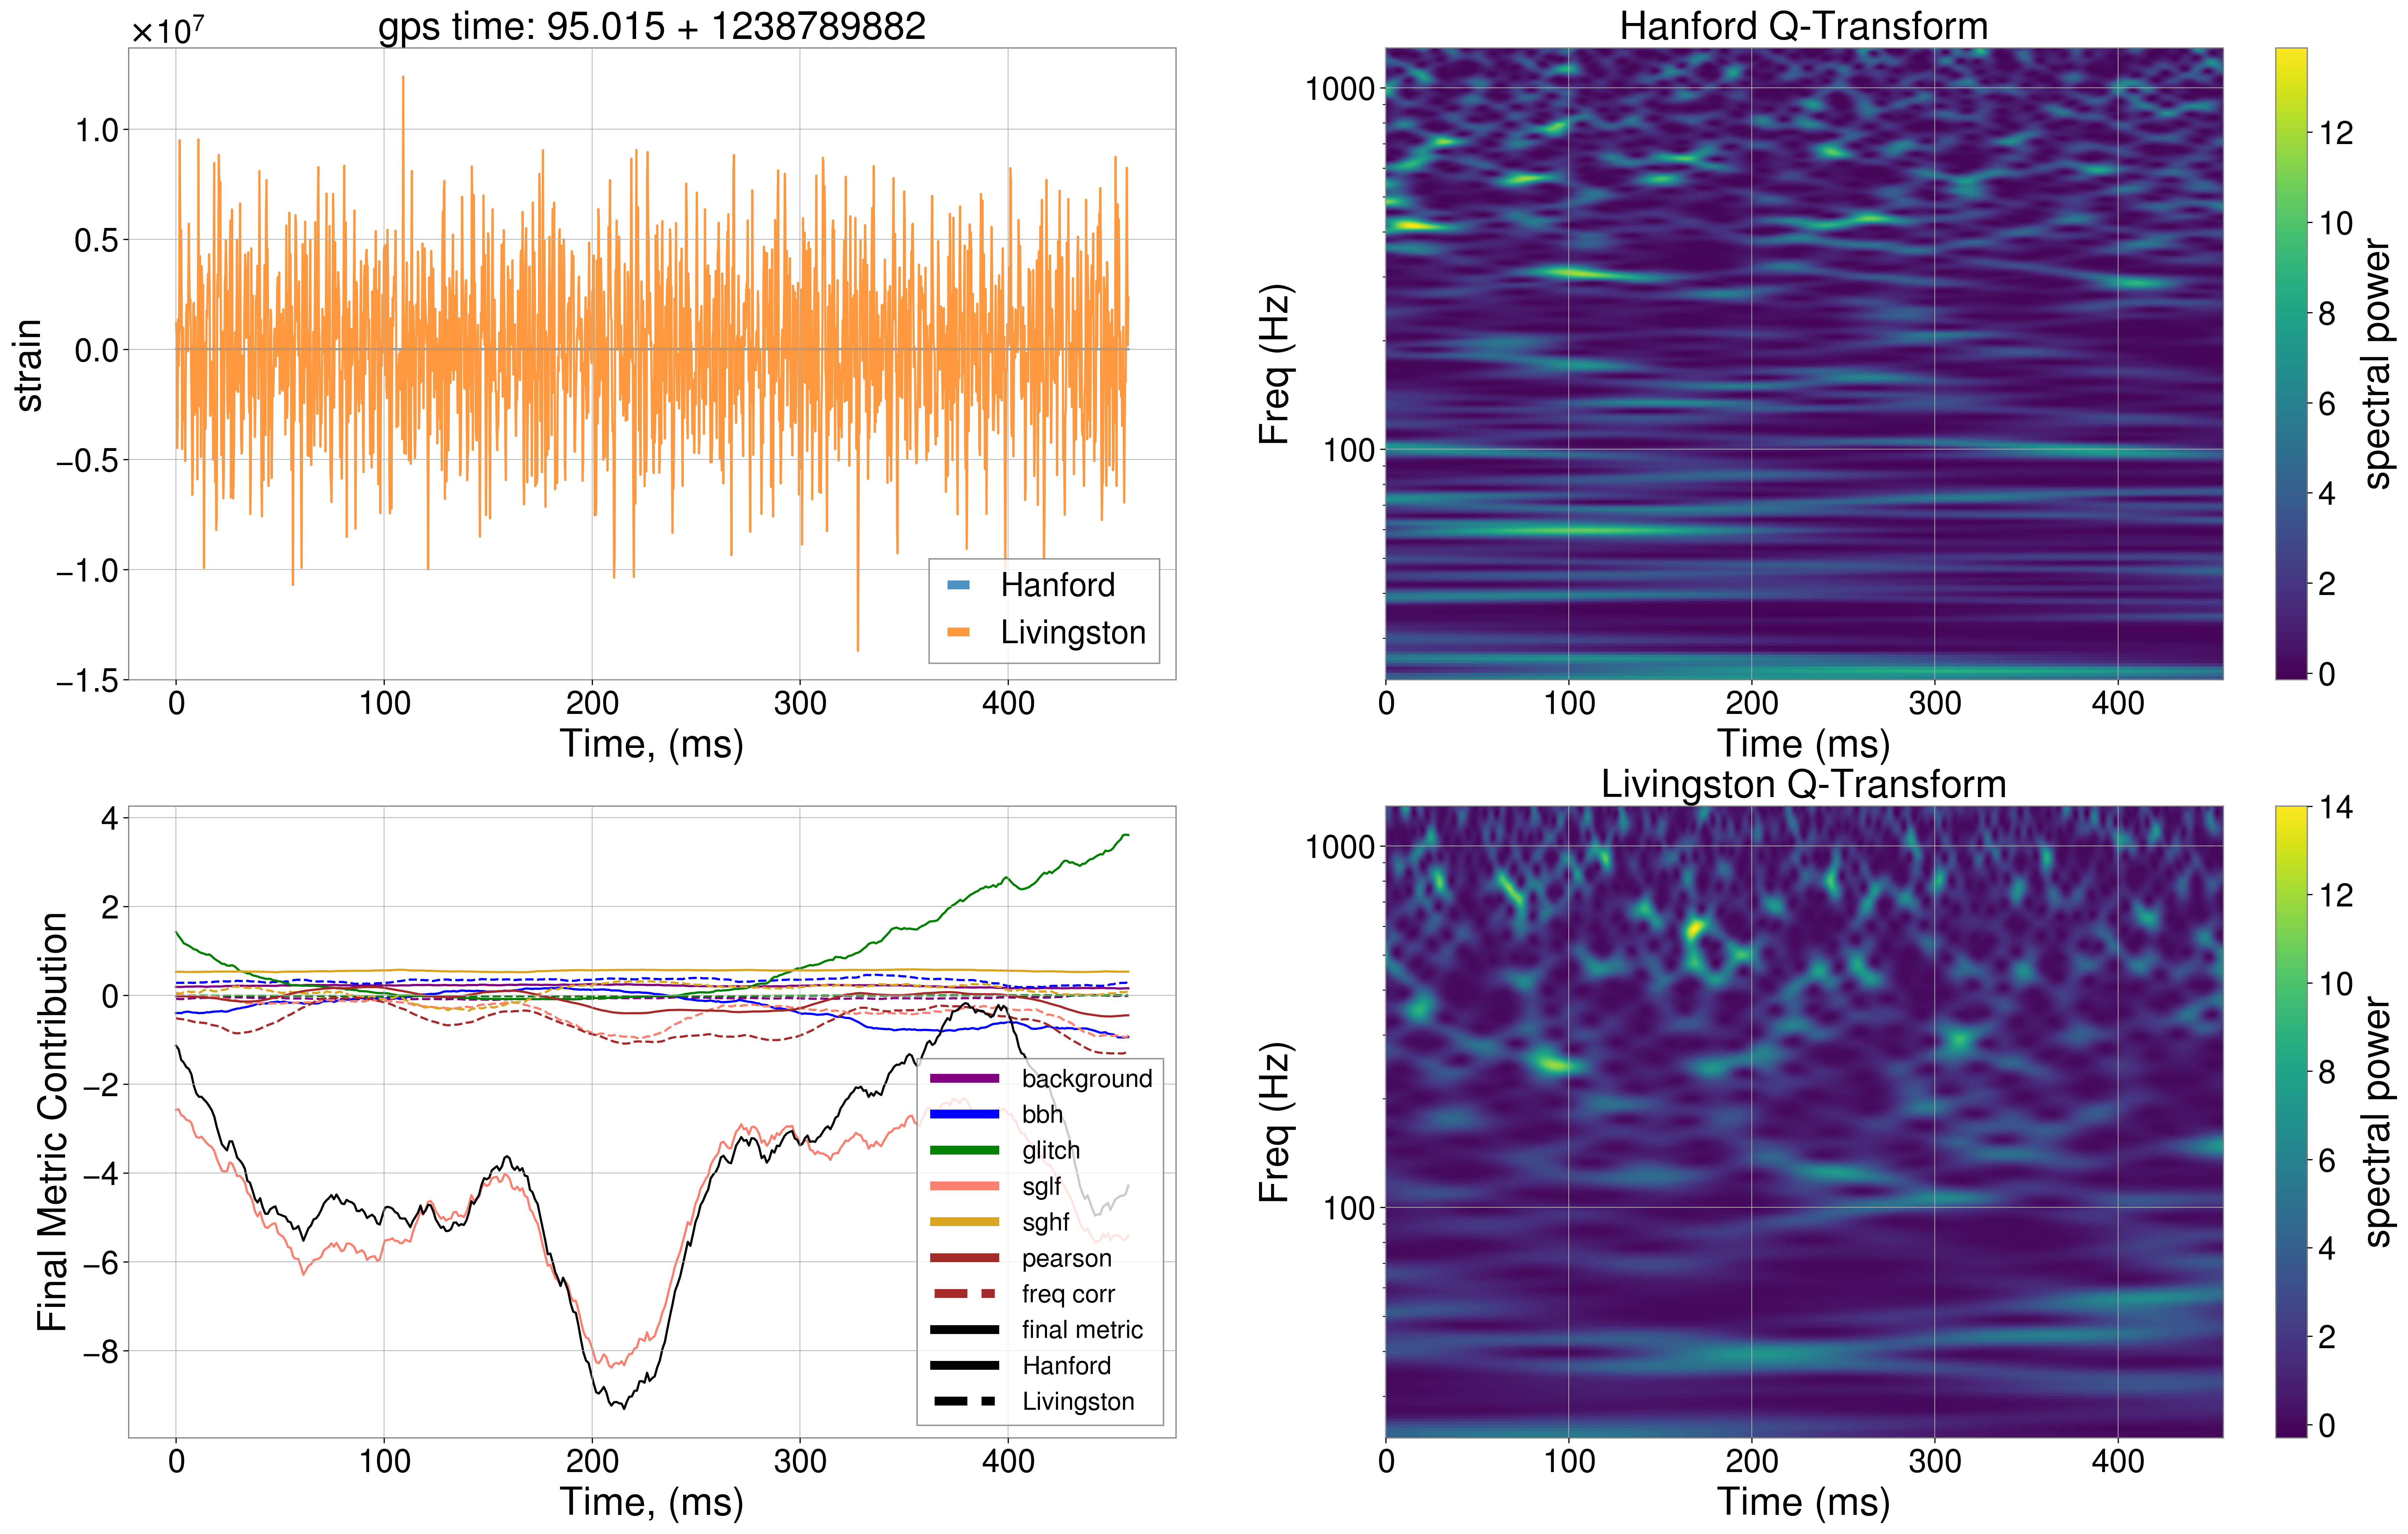 gps time: 95.015 + 1238789882
×10⁷
1.0
0.5
0.0
−0.5
−1.0
−1.5
strain
0 100 200 300 400
Time, (ms)
Hanford
Livingston
Hanford Q-Transform
1000
100
Freq (Hz)
0 100 200 300 400
Time (ms)
12
10
8
6
4
2
0
spectral power
4
2
0
−2
−4
−6
−8
Final Metric Contribution
0 100 200 300 400
Time, (ms)
background
bbh
glitch
sglf
sghf
pearson
freq corr
final metric
Hanford
Livingston
Livingston Q-Transform
1000
100
Freq (Hz)
0 100 200 300 400
Time (ms)
14
12
10
8
6
4
2
0
spectral power